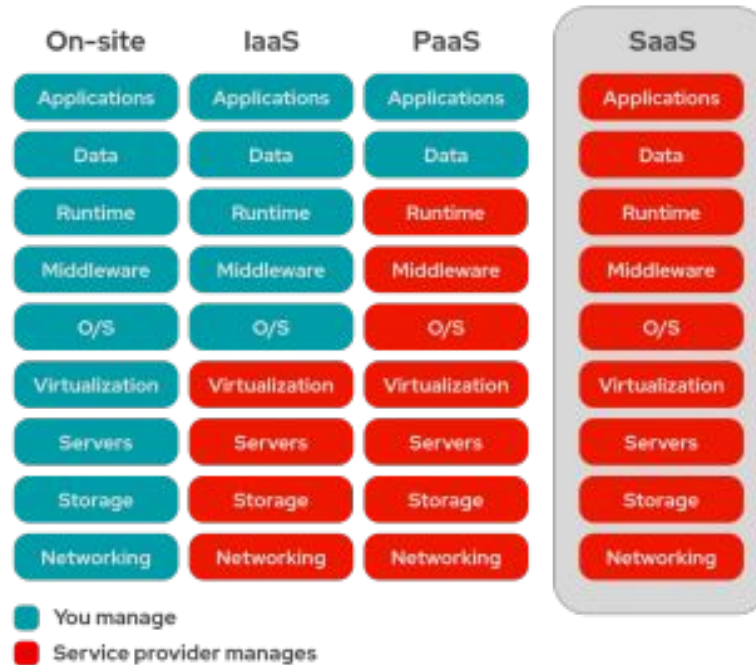 On-site IaaS PaaS SaaS
Applications Applications Applications Applications
Data Data Data Data
Runtime Runtime Runtime Runtime
Middleware Middleware Middleware Middleware
O/S O/S O/S O/S
Virtualization Virtualization Virtualization Virtualization
Servers Servers Servers Servers
Storage Storage Storage Storage
Networking Networking Networking Networking
You manage
Service provider manages